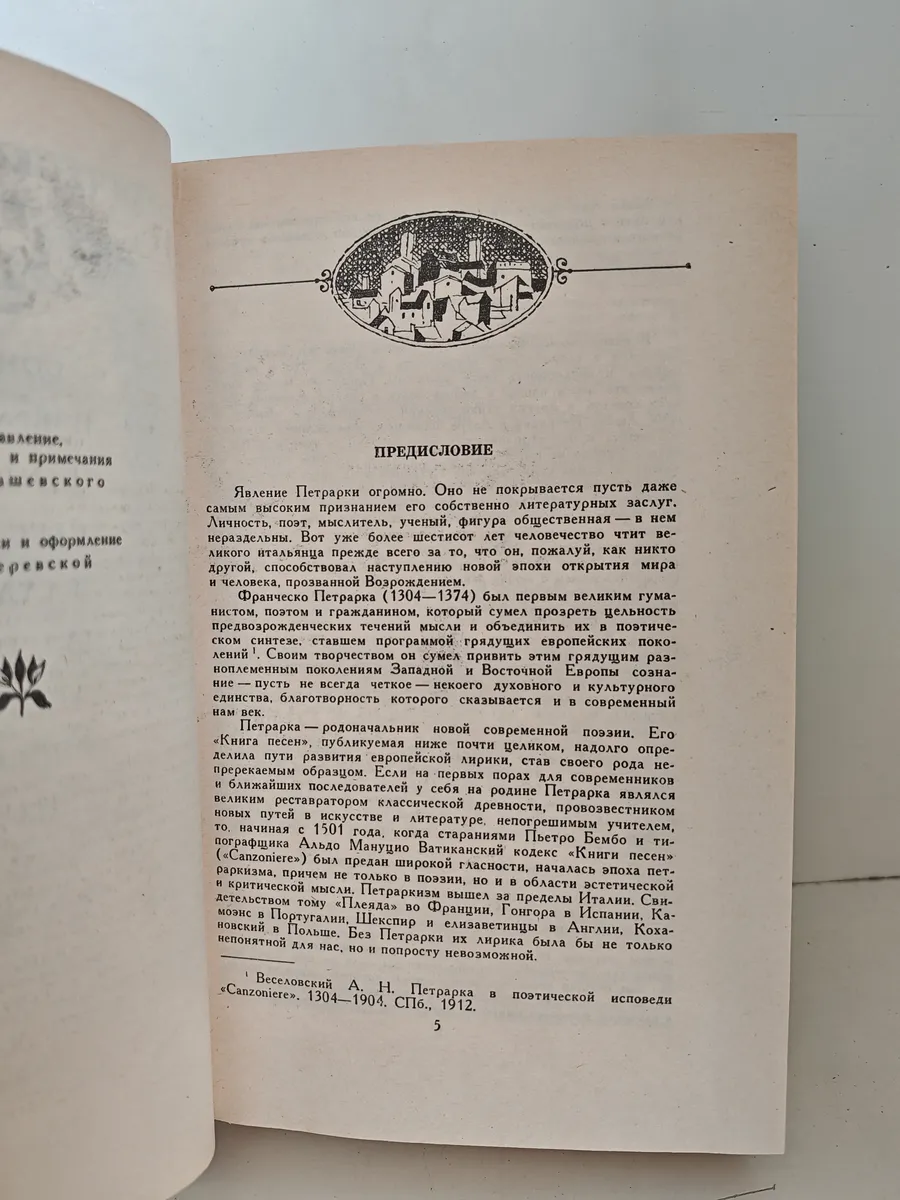 и примечания
и оформление
ПРЕДИСЛОВИЕ
Явление Петрарки огромно. Оно не покрывается пусть даже
самым высоким признанием его собственно литературных заслуг.
Личность, поэт, мыслитель, ученый, фигура общественная — в нем
нераздельны. Вот уже более шестисот лет человечество чтит ве-
ликого итальянца прежде всего за то, что он, пожалуй, как никто
другой, способствовал наступлению новой эпохи открытия мира
и человека, прозванной Возрождением.
Франческо Петрарка (1304—1374) был первым великим гума-
нистом, поэтом и гражданином, который сумел прозреть цельность
предвозрожденческих течений мысли и объединить их в поэтиче-
ском синтезе, ставшем программой грядущих европейских поко-
лений ¹. Своим творчеством он сумел привить этим грядущим раз-
ноплеменным поколениям Западной и Восточной Европы созна-
ние — пусть не всегда четкое — некоего духовного и культурного
единства, благотворность которого сказывается и в современный
нам век.
Петрарка — родоначальник новой современной поэзии. Его
«Книга песен», публикуемая ниже почти целиком, надолго опре-
делила пути развития европейской лирики, став своего рода не-
пререкаемым образцом. Если на первых порах для современников
и ближайших последователей у себя на родине Петрарка являлся
великим реставратором классической древности, провозвестником
новых путей в искусстве и литературе, непогрешимым учителем,
то, начиная с 1501 года, когда стараниями Пьетро Бембо и ти-
пографщика Альдо Мануцио Ватиканский кодекс «Книги песен»
(«Canzoniere») был предан широкой гласности, началась эпоха пет-
раркизма, причем не только в поэзии, но и в области эстетической
и критической мысли. Петраркизм вышел за пределы Италии. Сви-
детельством тому «Плеяда» во Франции, Гонгора в Испании, Ка-
моэнс в Португалии, Шекспир и елизаветинцы в Англии, Коха-
новский в Польше. Без Петрарки их лирика была бы не только
непонятной для нас, но и попросту невозможной.
¹ Веселовский А. Н. Петрарка в поэтической исповеди
«Canzoniere». 1304—1904. СПб., 1912.
5